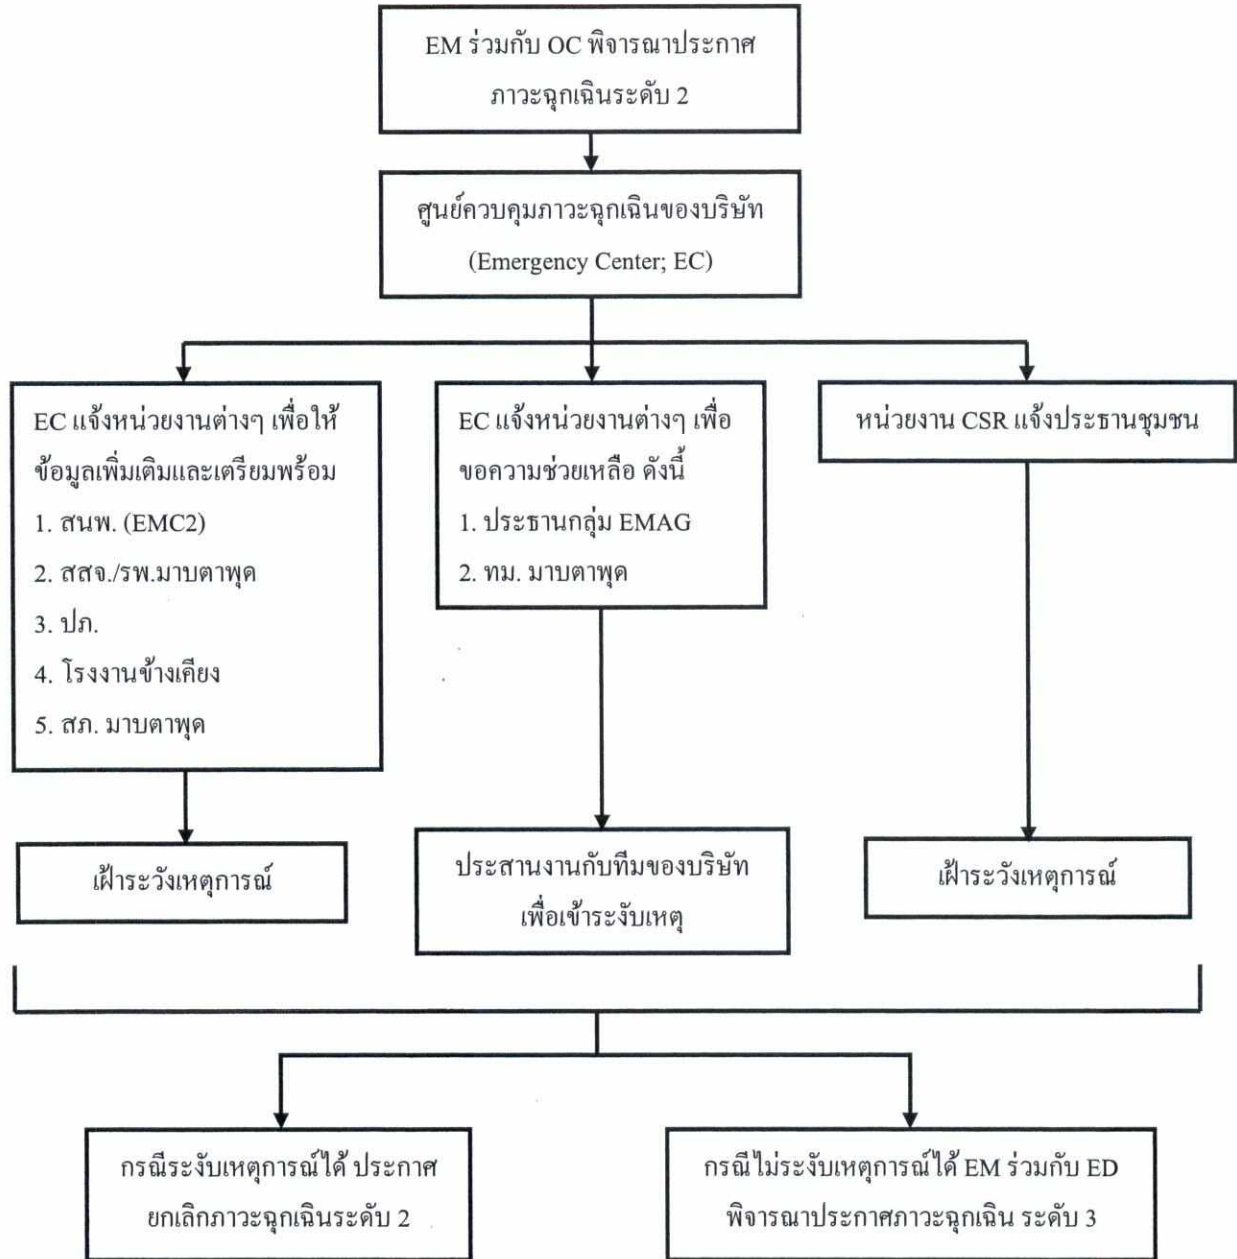 EM ร่วมกับ OC พิจารณาประกาศ
ภาวะฉุกเฉินระดับ 2
ศูนย์ควบคุมภาวะฉุกเฉินของบริษัท
(Emergency Center; EC)
EC แจ้งหน่วยงานต่างๆ เพื่อให้
ข้อมูลเพิ่มเติมและเตรียมพร้อม
1. สนพ. (EMC2)
2. สสจ./รพ.มาบตาพุด
3. ปภ.
4. โรงงานข้างเคียง
5. สภ. มาบตาพุด
EC แจ้งหน่วยงานต่างๆ เพื่อ
ขอความช่วยเหลือ ดังนี้
1. ประธานกลุ่ม EMAG
2. ทม. มาบตาพุด
หน่วยงาน CSR แจ้งประธานชุมชน
เฝ้าระวังเหตุการณ์
ประสานงานกับทีมของบริษัท
เพื่อเข้าระงับเหตุ
เฝ้าระวังเหตุการณ์
กรณีระงับเหตุการณ์ได้ ประกาศ
ยกเลิกภาวะฉุกเฉินระดับ 2
กรณีไม่ระงับเหตุการณ์ได้ EM ร่วมกับ ED
พิจารณาประกาศภาวะฉุกเฉิน ระดับ 3